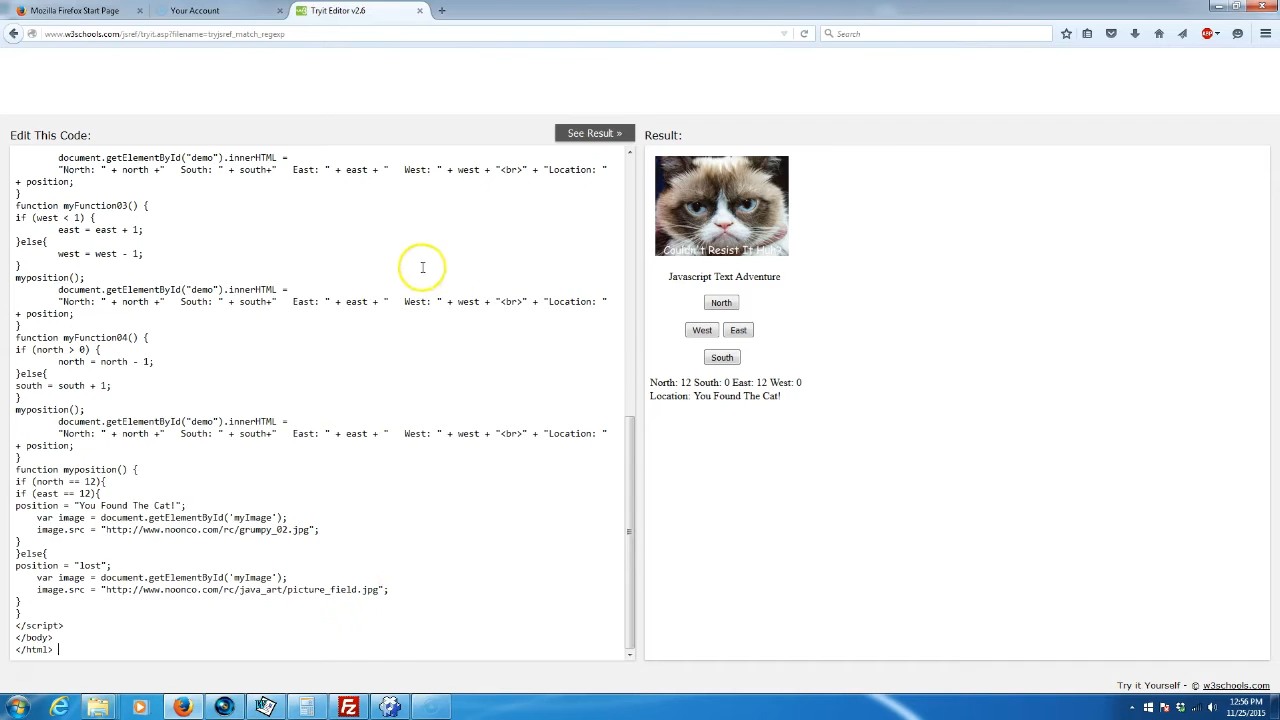 Mozilla Firefox Start Page
Your Account
Tryit Editor v2.6
www.w3schools.com/jsref/tryit.asp?filename=tryjsref_match_regexp
Search
ABP
Edit This Code:
See Result »
Result:
document.getElementById("demo").innerHTML =
"North: " + north +"   South: " + south+"   East: " + east + "   West: " + west + "<br>" + "Location: "
+ position;
}
function myFunction03() {
if (west < 1) {
east = east + 1;
}else{
west = west - 1;
}
myposition();
document.getElementById("demo").innerHTML =
"North: " + north +"   South: " + south+"   East: " + east + "   West: " + west + "<br>" + "Location: "
+ position;
}
function myFunction04() {
if (north > 0) {
north = north - 1;
}else{
south = south + 1;
}
myposition();
document.getElementById("demo").innerHTML =
"North: " + north +"   South: " + south+"   East: " + east + "   West: " + west + "<br>" + "Location: "
+ position;
}
function myposition() {
if (north == 12){
if (east == 12){
position = "You Found The Cat!";
var image = document.getElementById('myImage');
image.src = "http://www.noonco.com/rc/grumpy_02.jpg";
}
}else{
position = "lost";
var image = document.getElementById('myImage');
image.src = "http://www.noonco.com/rc/java_art/picture_field.jpg";
}
}
</script>
</body>
</html>
Couldn't Resist It Huh?
Javascript Text Adventure
North
West East
South
North: 12 South: 0 East: 12 West: 0
Location: You Found The Cat!
Try it Yourself - © w3schools.com
12:56 PM
11/25/2015